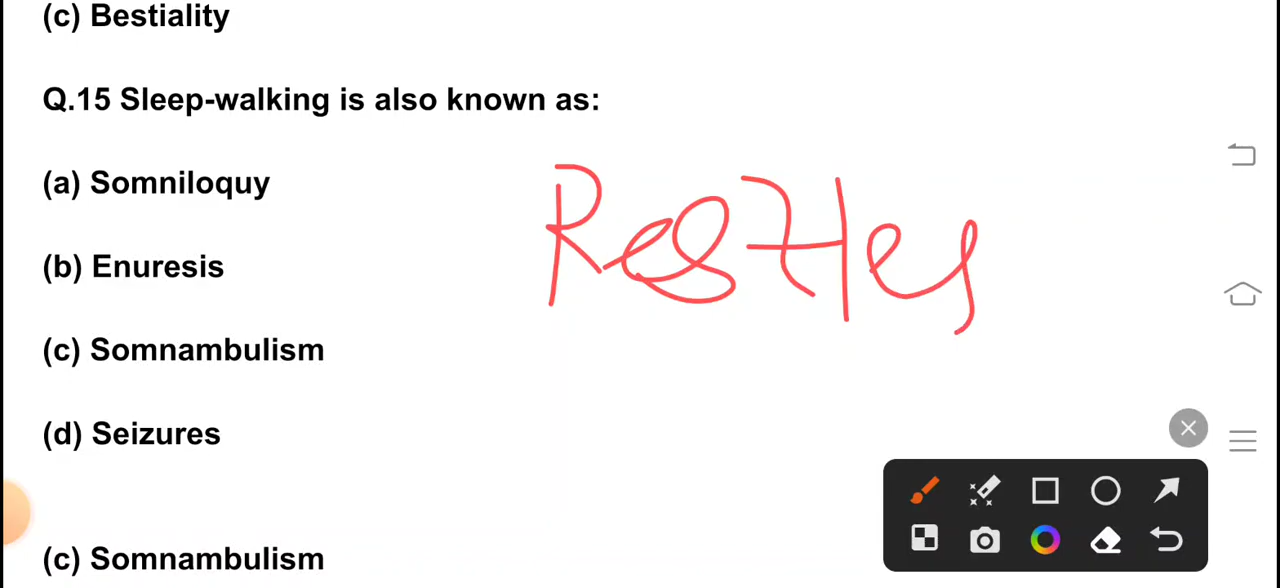 (c) Bestiality
Q.15 Sleep-walking is also known as:
(a) Somniloquy
(b) Enuresis
(c) Somnambulism
(d) Seizures
(c) Somnambulism